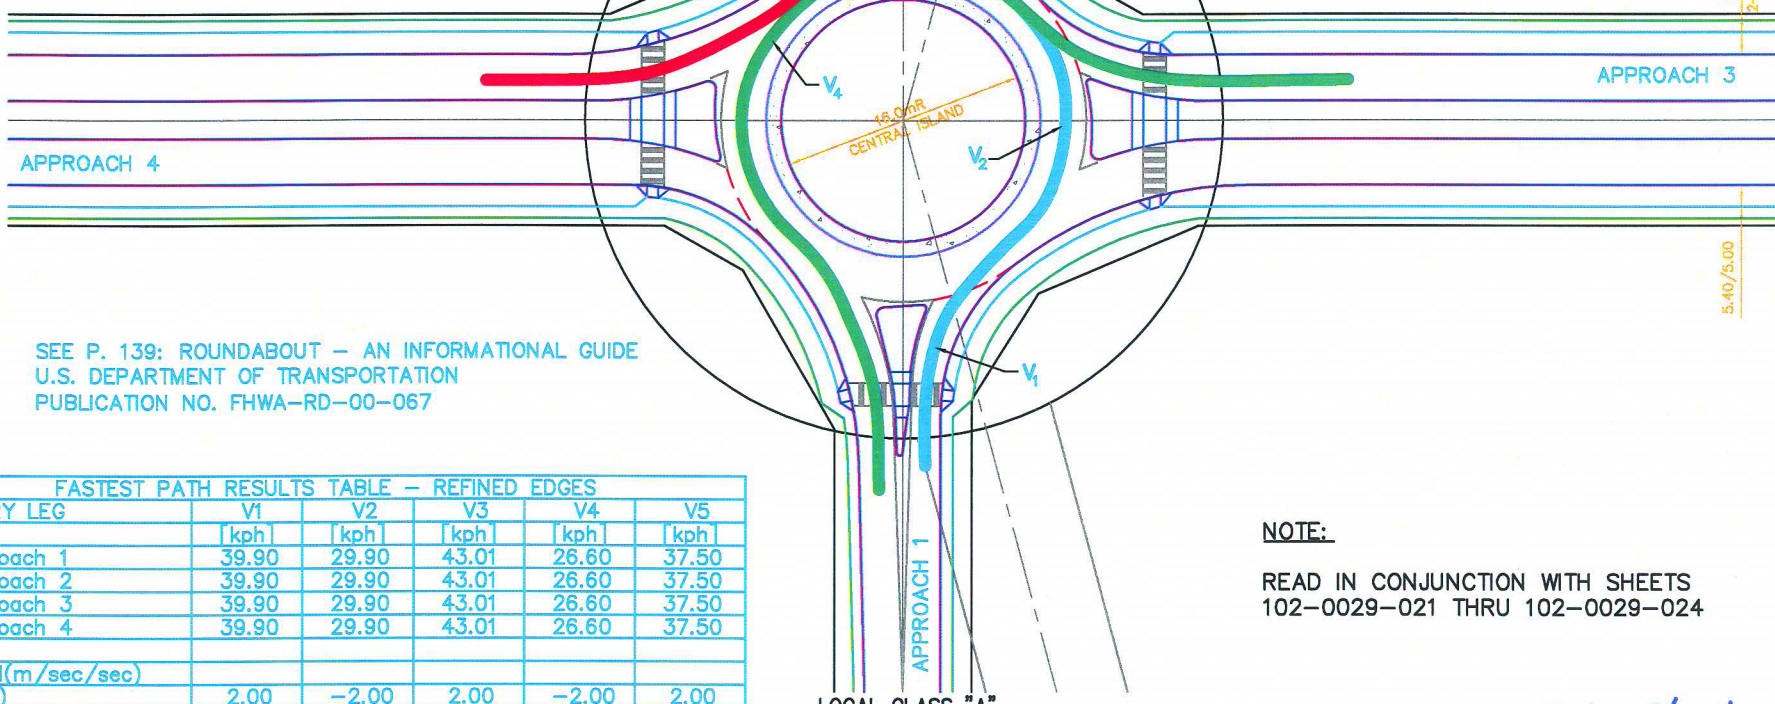 APPROACH 3
V4
16.0mR
CENTRAL ISLAND
V2
APPROACH 4
5.40/5.00
SEE P. 139: ROUNDABOUT – AN INFORMATIONAL GUIDE
U.S. DEPARTMENT OF TRANSPORTATION
PUBLICATION NO. FHWA-RD-00-067
V1
FASTEST PATH RESULTS TABLE – REFINED EDGES
Y LEG V1 V2 V3 V4 V5
[kph] [kph] [kph] [kph] [kph]
oach 1 39.90 29.90 43.01 26.60 37.50
oach 2 39.90 29.90 43.01 26.60 37.50
oach 3 39.90 29.90 43.01 26.60 37.50
oach 4 39.90 29.90 43.01 26.60 37.50
(m/sec/sec)
2.00 -2.00 2.00 -2.00 2.00
APPROACH 1
NOTE:
READ IN CONJUNCTION WITH SHEETS
102-0029-021 THRU 102-0029-024
LOCAL CLASS "A"